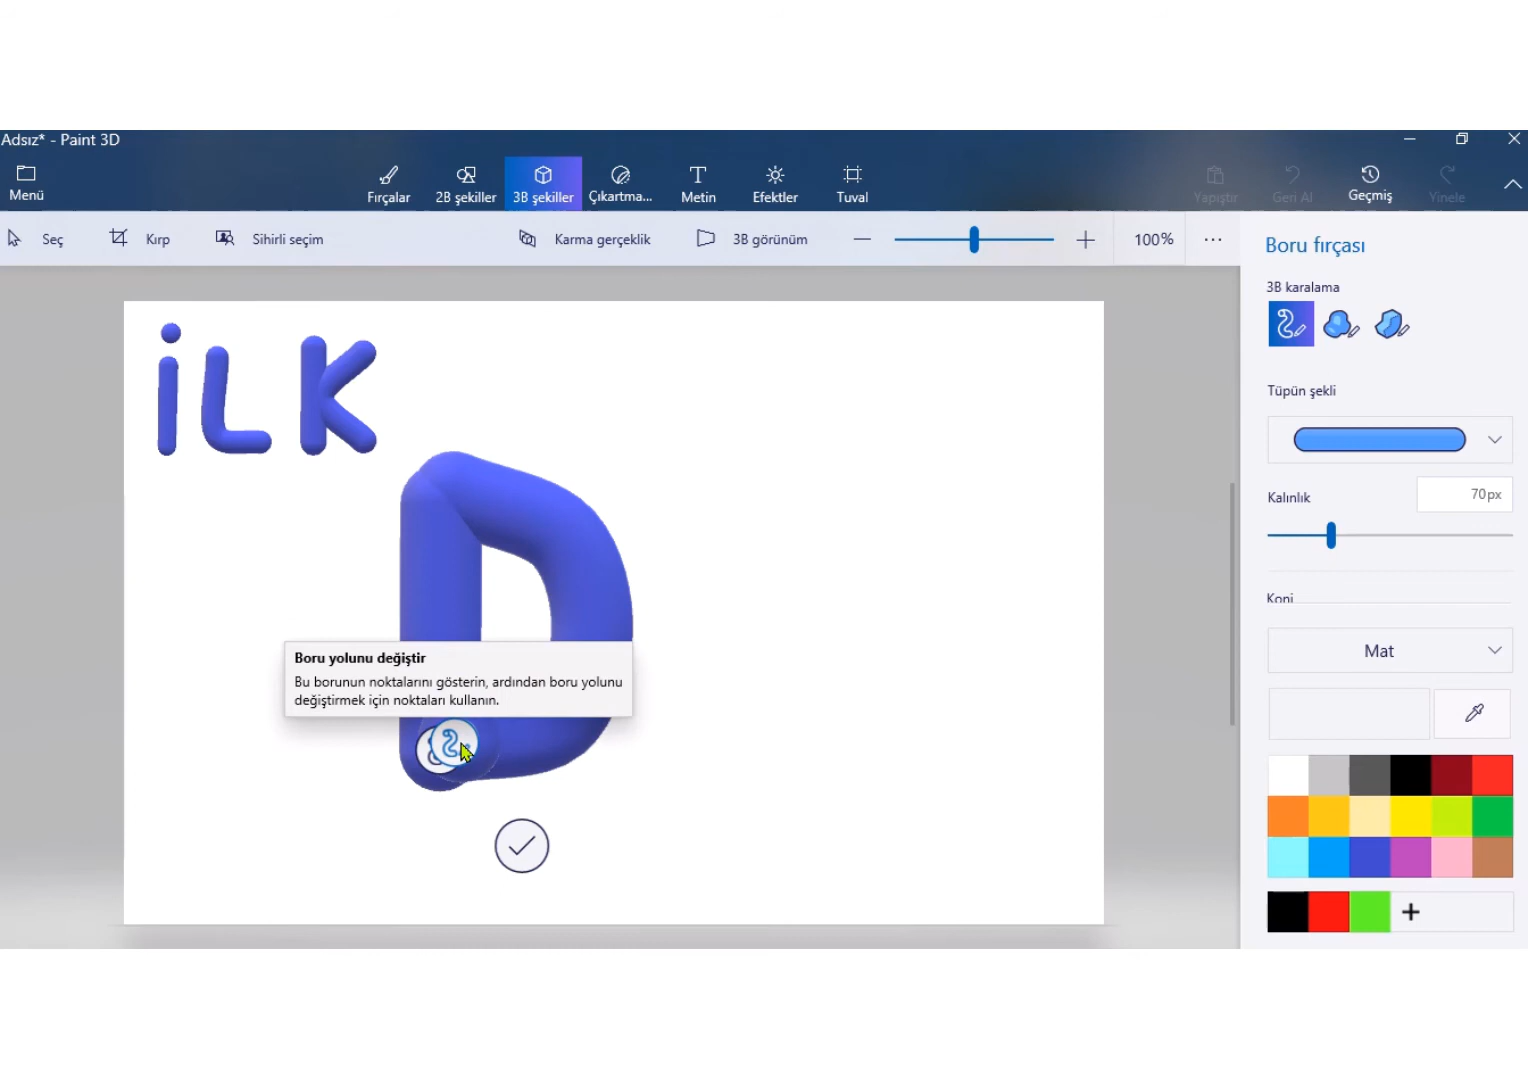 Adsız* - Paint 3D
Menü
Fırçalar
2B şekiller
3B şekiller
Çıkartma...
Metin
Efektler
Tuval
Yapıştır
Geri Al
Geçmiş
Yinele
Seç
Kırp
Sihirli seçim
Karma gerçeklik
3B görünüm
100%
Boru fırçası
3B karalama
Tüpün şekli
Kalınlık
70px
Koni
Mat
İLK
D
Boru yolunu değiştir
Bu borunun noktalarını gösterin, ardından boru yolunu
değiştirmek için noktaları kullanın.